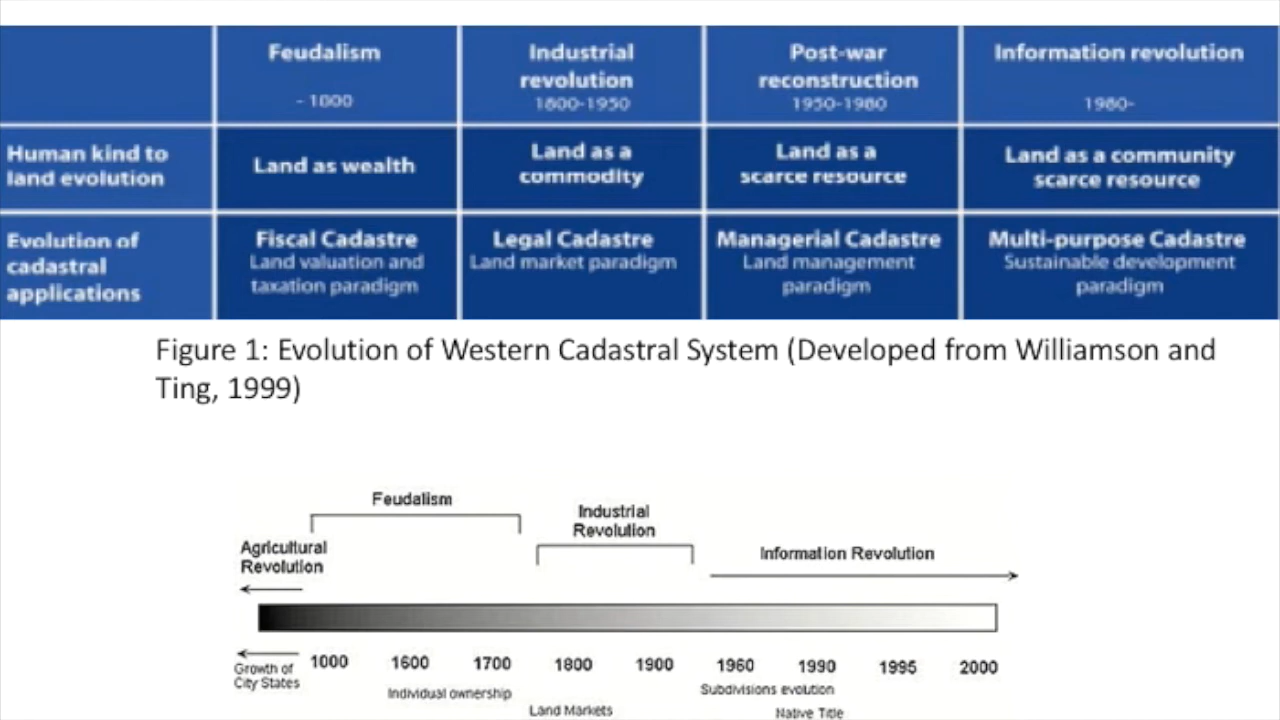 Feudalism
- 1800
Industrial
revolution
1800-1950
Post-war
reconstruction
1950-1980
Information revolution
1980-
Human kind to
land evolution
Land as wealth
Land as a
commodity
Land as a
scarce resource
Land as a community
scarce resource
Evolution of
cadastral
applications
Fiscal Cadastre
Land valuation and
taxation paradigm
Legal Cadastre
Land market paradigm
Managerial Cadastre
Land management
paradigm
Multi-purpose Cadastre
Sustainable development
paradigm
Figure 1: Evolution of Western Cadastral System (Developed from Williamson and
Ting, 1999)
Feudalism
Industrial
Revolution
Agricultural
Revolution
Information Revolution
Growth of
City States
1000 1600 1700 1800 1900 1960 1990 1995 2000
Individual ownership
Subdivisions evolution
Land Markets
Native Title